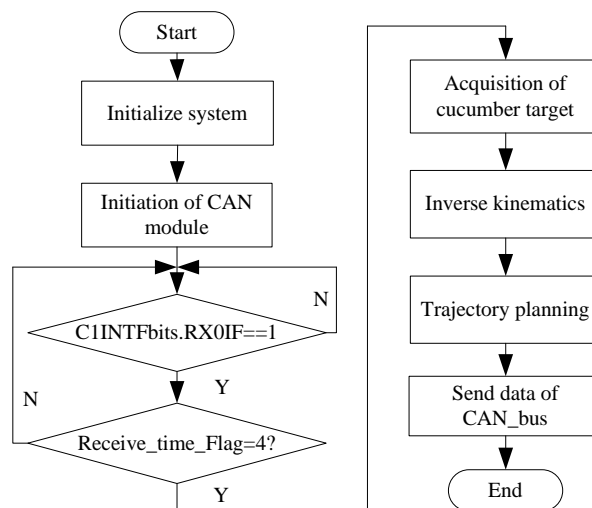 Start
Initialize system
Initiation of CAN
module
N
C1INTFbits.RX0IF==1
Y
N
Receive_time_Flag=4?
Y
Acquisition of
cucumber target
Inverse kinematics
Trajectory planning
Send data of
CAN_bus
End